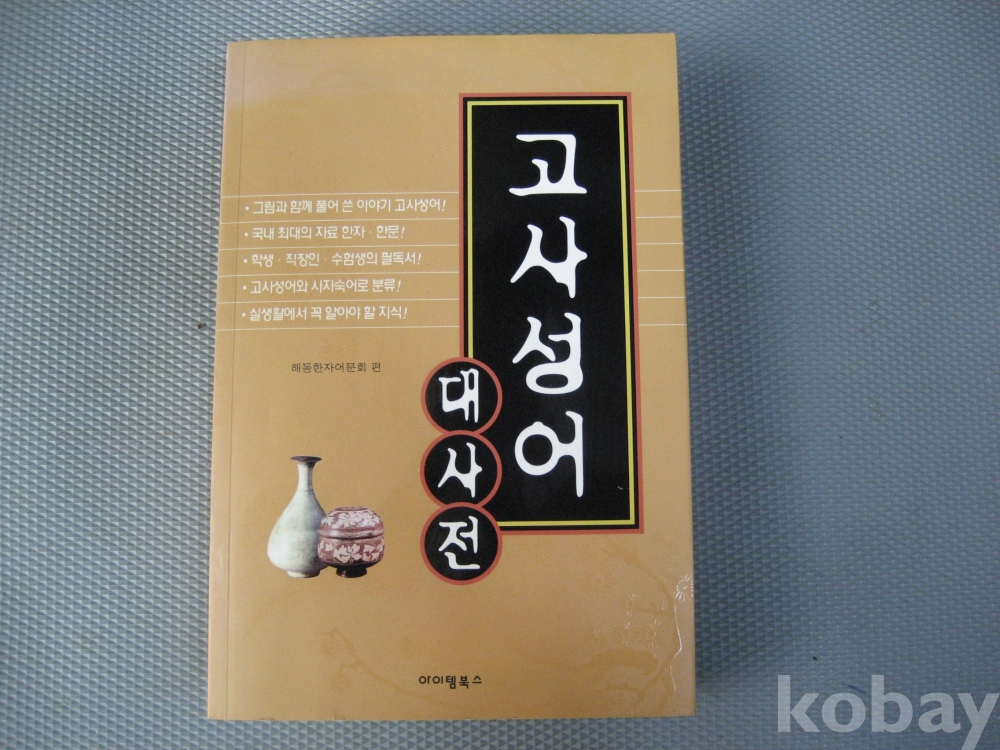 고사성어
대사전
• 그림과 함께 풀어 쓴 이야기 고사성어!
• 국내 최대의 자료 한자 · 한문!
• 학생 · 직장인 · 수험생의 필독서!
• 고사성어와 사자숙어로 분류!
• 실생활에서 꼭 알아야 할 지식!
해동한자어문회 편
아이템북스
kobay